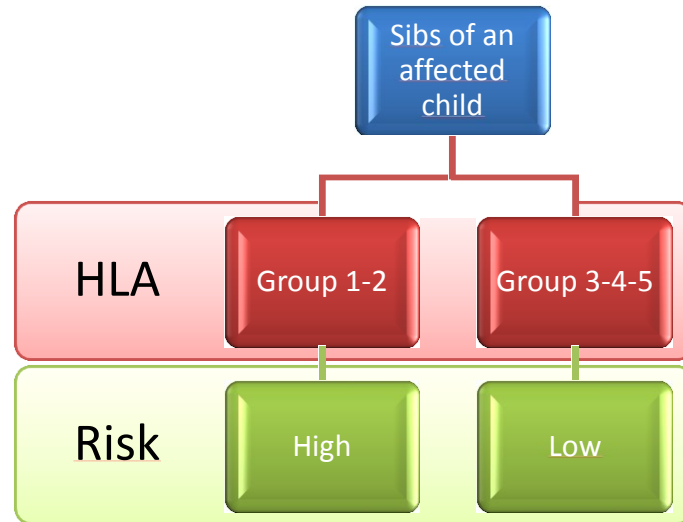 Sibs of an
affected
child
HLA
Group 1-2
Group 3-4-5
Risk
High
Low